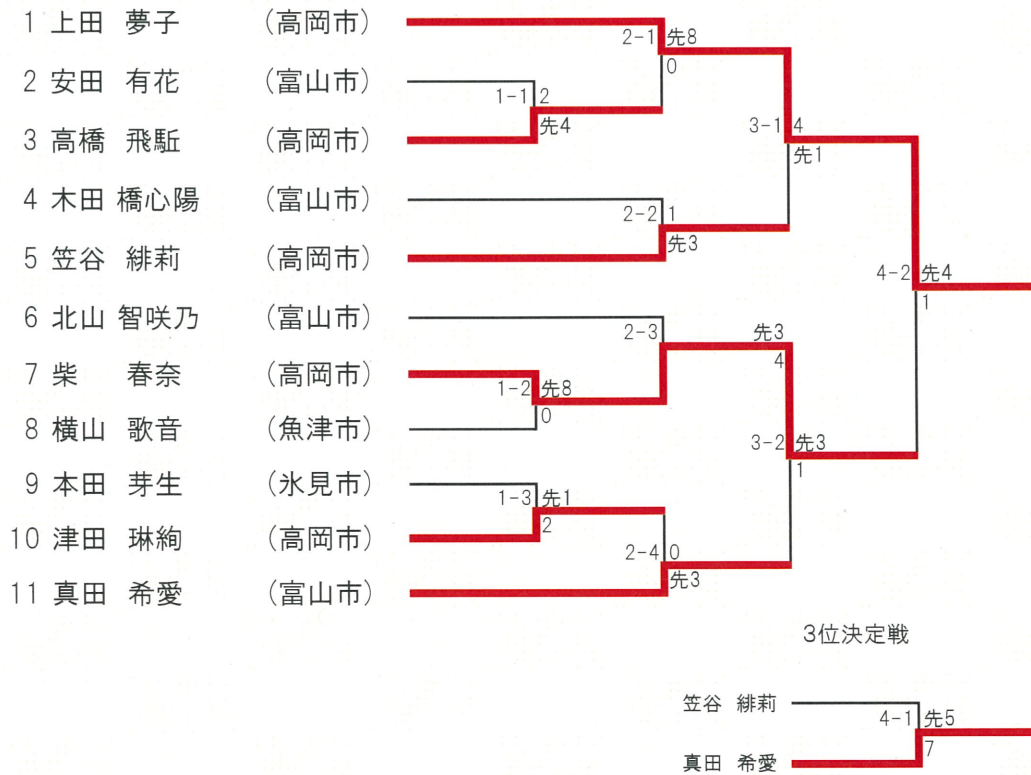 1 上田 夢子 (高岡市)
2-1 先8
0
2 安田 有花 (富山市)
1-1 2
先4
3 高橋 飛駈 (高岡市)
3-1 4
先1
4 木田 橋心陽 (富山市)
2-2 1
先3
5 笠谷 緋莉 (高岡市)
4-2 先4
1
6 北山 智咲乃 (富山市)
2-3 先3
4
7 柴 春奈 (高岡市)
1-2 先8
0
8 横山 歌音 (魚津市)
3-2 先3
1
9 本田 芽生 (氷見市)
1-3 先1
2
10 津田 琳絢 (高岡市)
2-4 0
先3
11 真田 希愛 (富山市)
3位決定戦
笠谷 緋莉
4-1 先5
7
真田 希愛